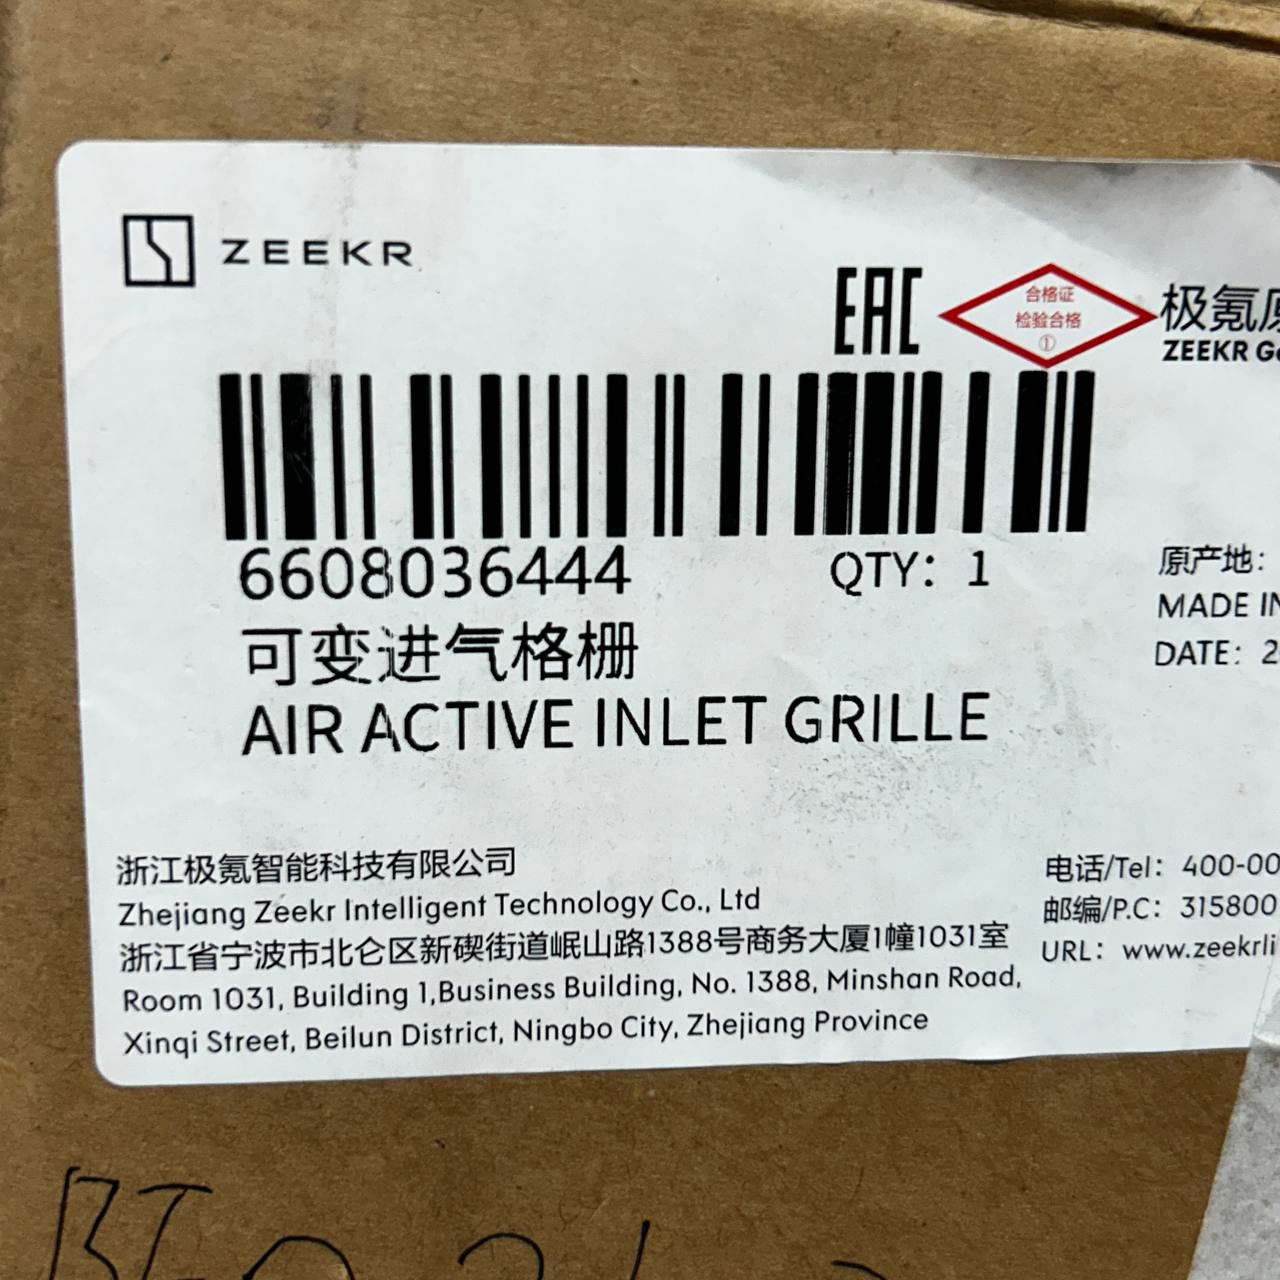 ZEEKR
EAC
合格证
检验合格
①
极氪
ZEEKR
6608036444
QTY: 1
可变进气格栅
AIR ACTIVE INLET GRILLE
原产地：
MADE IN
DATE:
浙江极氪智能科技有限公司
Zhejiang Zeekr Intelligent Technology Co., Ltd
浙江省宁波市北仑区新碶街道岷山路1388号商务大厦1幢1031室
Room 1031, Building 1,Business Building, No. 1388, Minshan Road,
Xinqi Street, Beilun District, Ningbo City, Zhejiang Province
电话/Tel: 400-00
邮编/P.C: 315800
URL: www.zeekrli